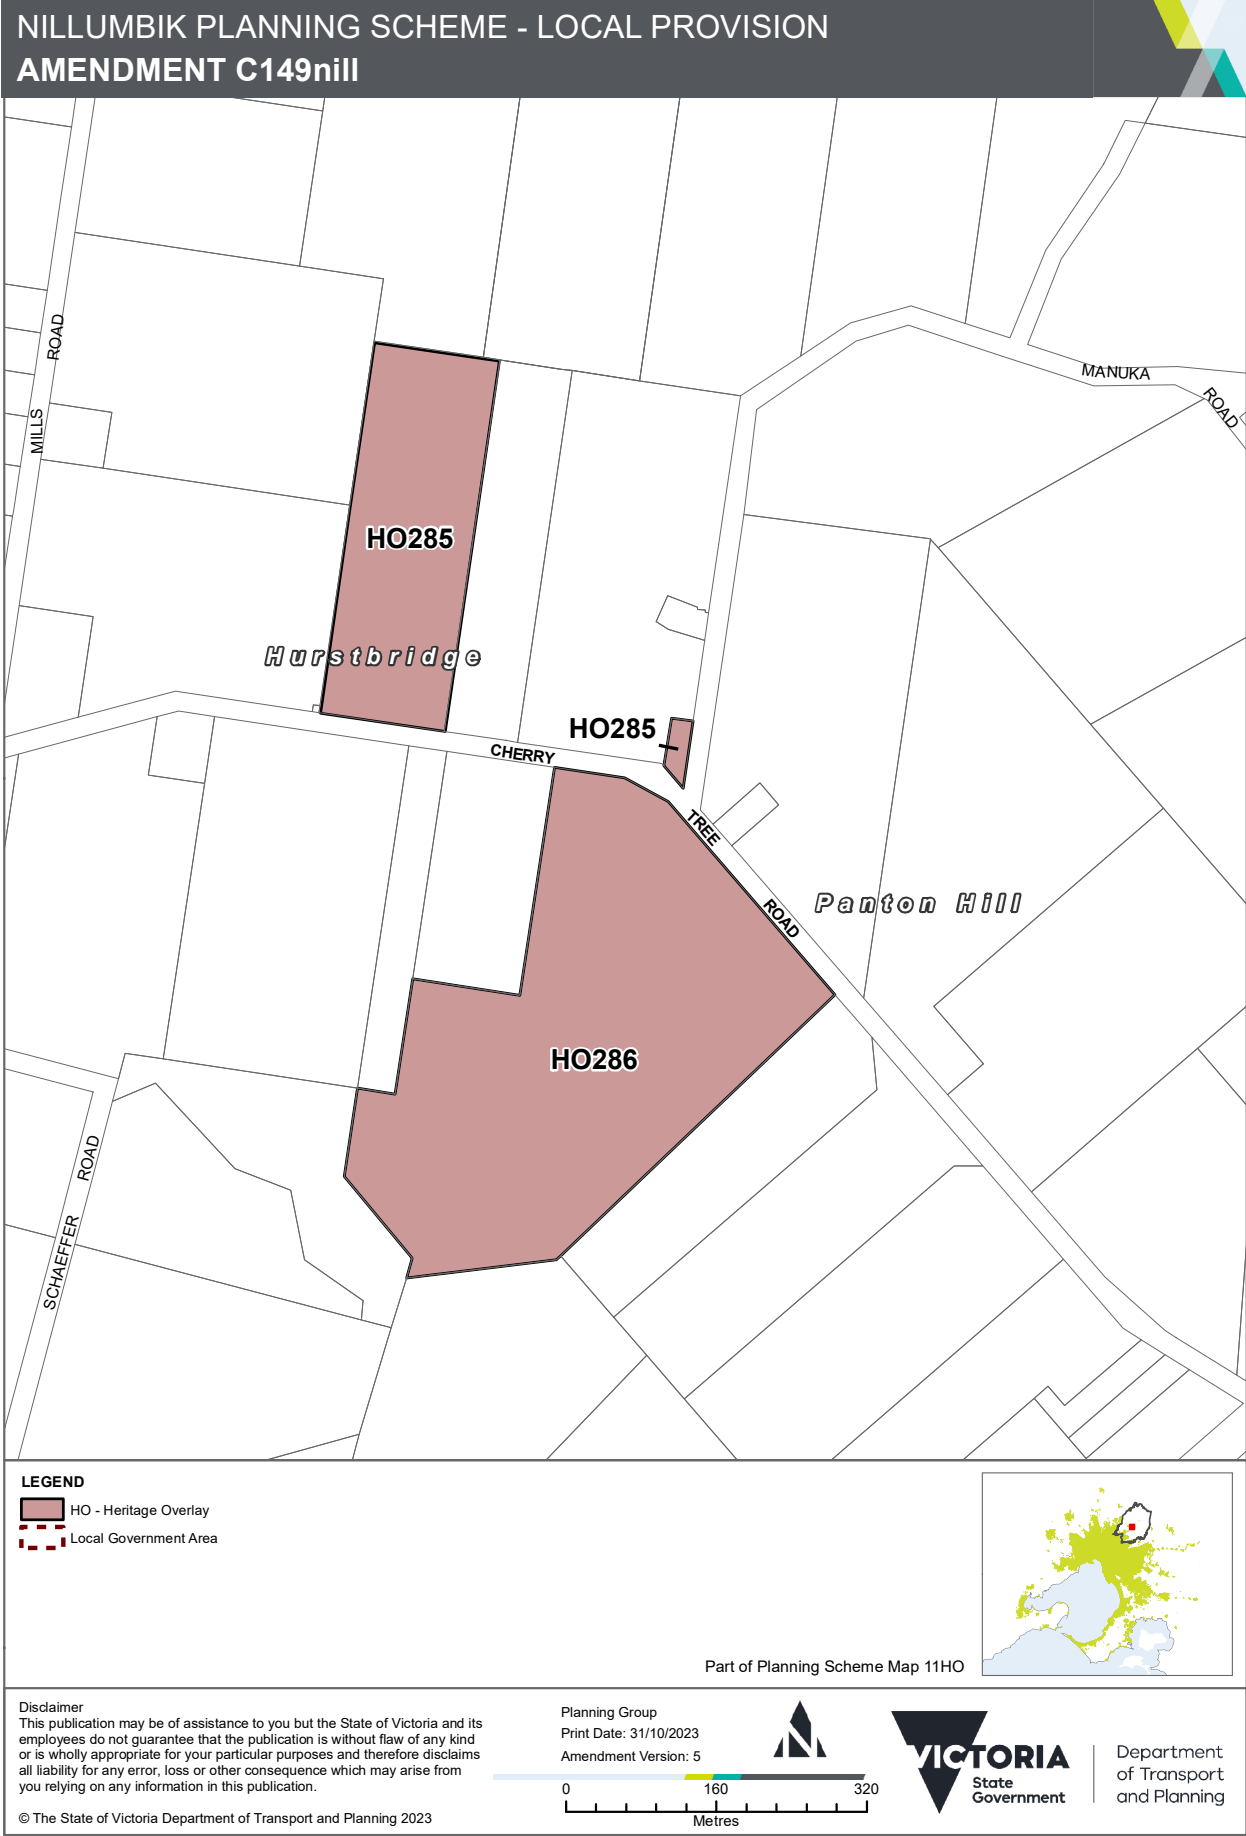 NILLUMBIK PLANNING SCHEME - LOCAL PROVISION
AMENDMENT C149nill
ROAD
MILLS
MANUKA
ROAD
HO285
Hurstbridge
HO285
CHERRY
TREE
ROAD
Panton Hill
HO286
ROAD
SCHAEFFER
LEGEND
HO - Heritage Overlay
Local Government Area
Part of Planning Scheme Map 11HO
Disclaimer
This publication may be of assistance to you but the State of Victoria and its
employees do not guarantee that the publication is without flaw of any kind
or is wholly appropriate for your particular purposes and therefore disclaims
all liability for any error, loss or other consequence which may arise from
you relying on any information in this publication.
© The State of Victoria Department of Transport and Planning 2023
Planning Group
Print Date: 31/10/2023
Amendment Version: 5
N
0 160 320
Metres
VICTORIA
State
Government
Department
of Transport
and Planning